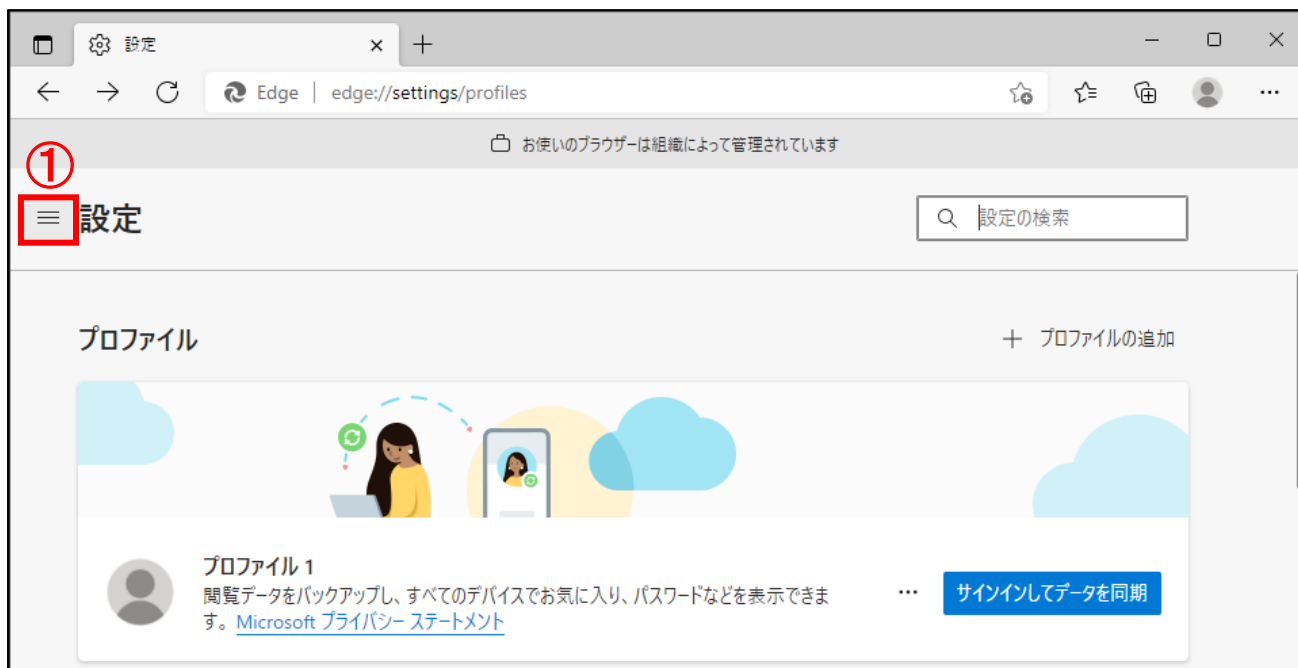 設定
Edge | edge://settings/profiles
お使いのブラウザーは組織によって管理されています
①
設定
設定の検索
プロファイル
プロファイルの追加
プロファイル 1
閲覧データをバックアップし、すべてのデバイスでお気に入り、パスワードなどを表示できま
す。Microsoft プライバシー ステートメント
サインインしてデータを同期